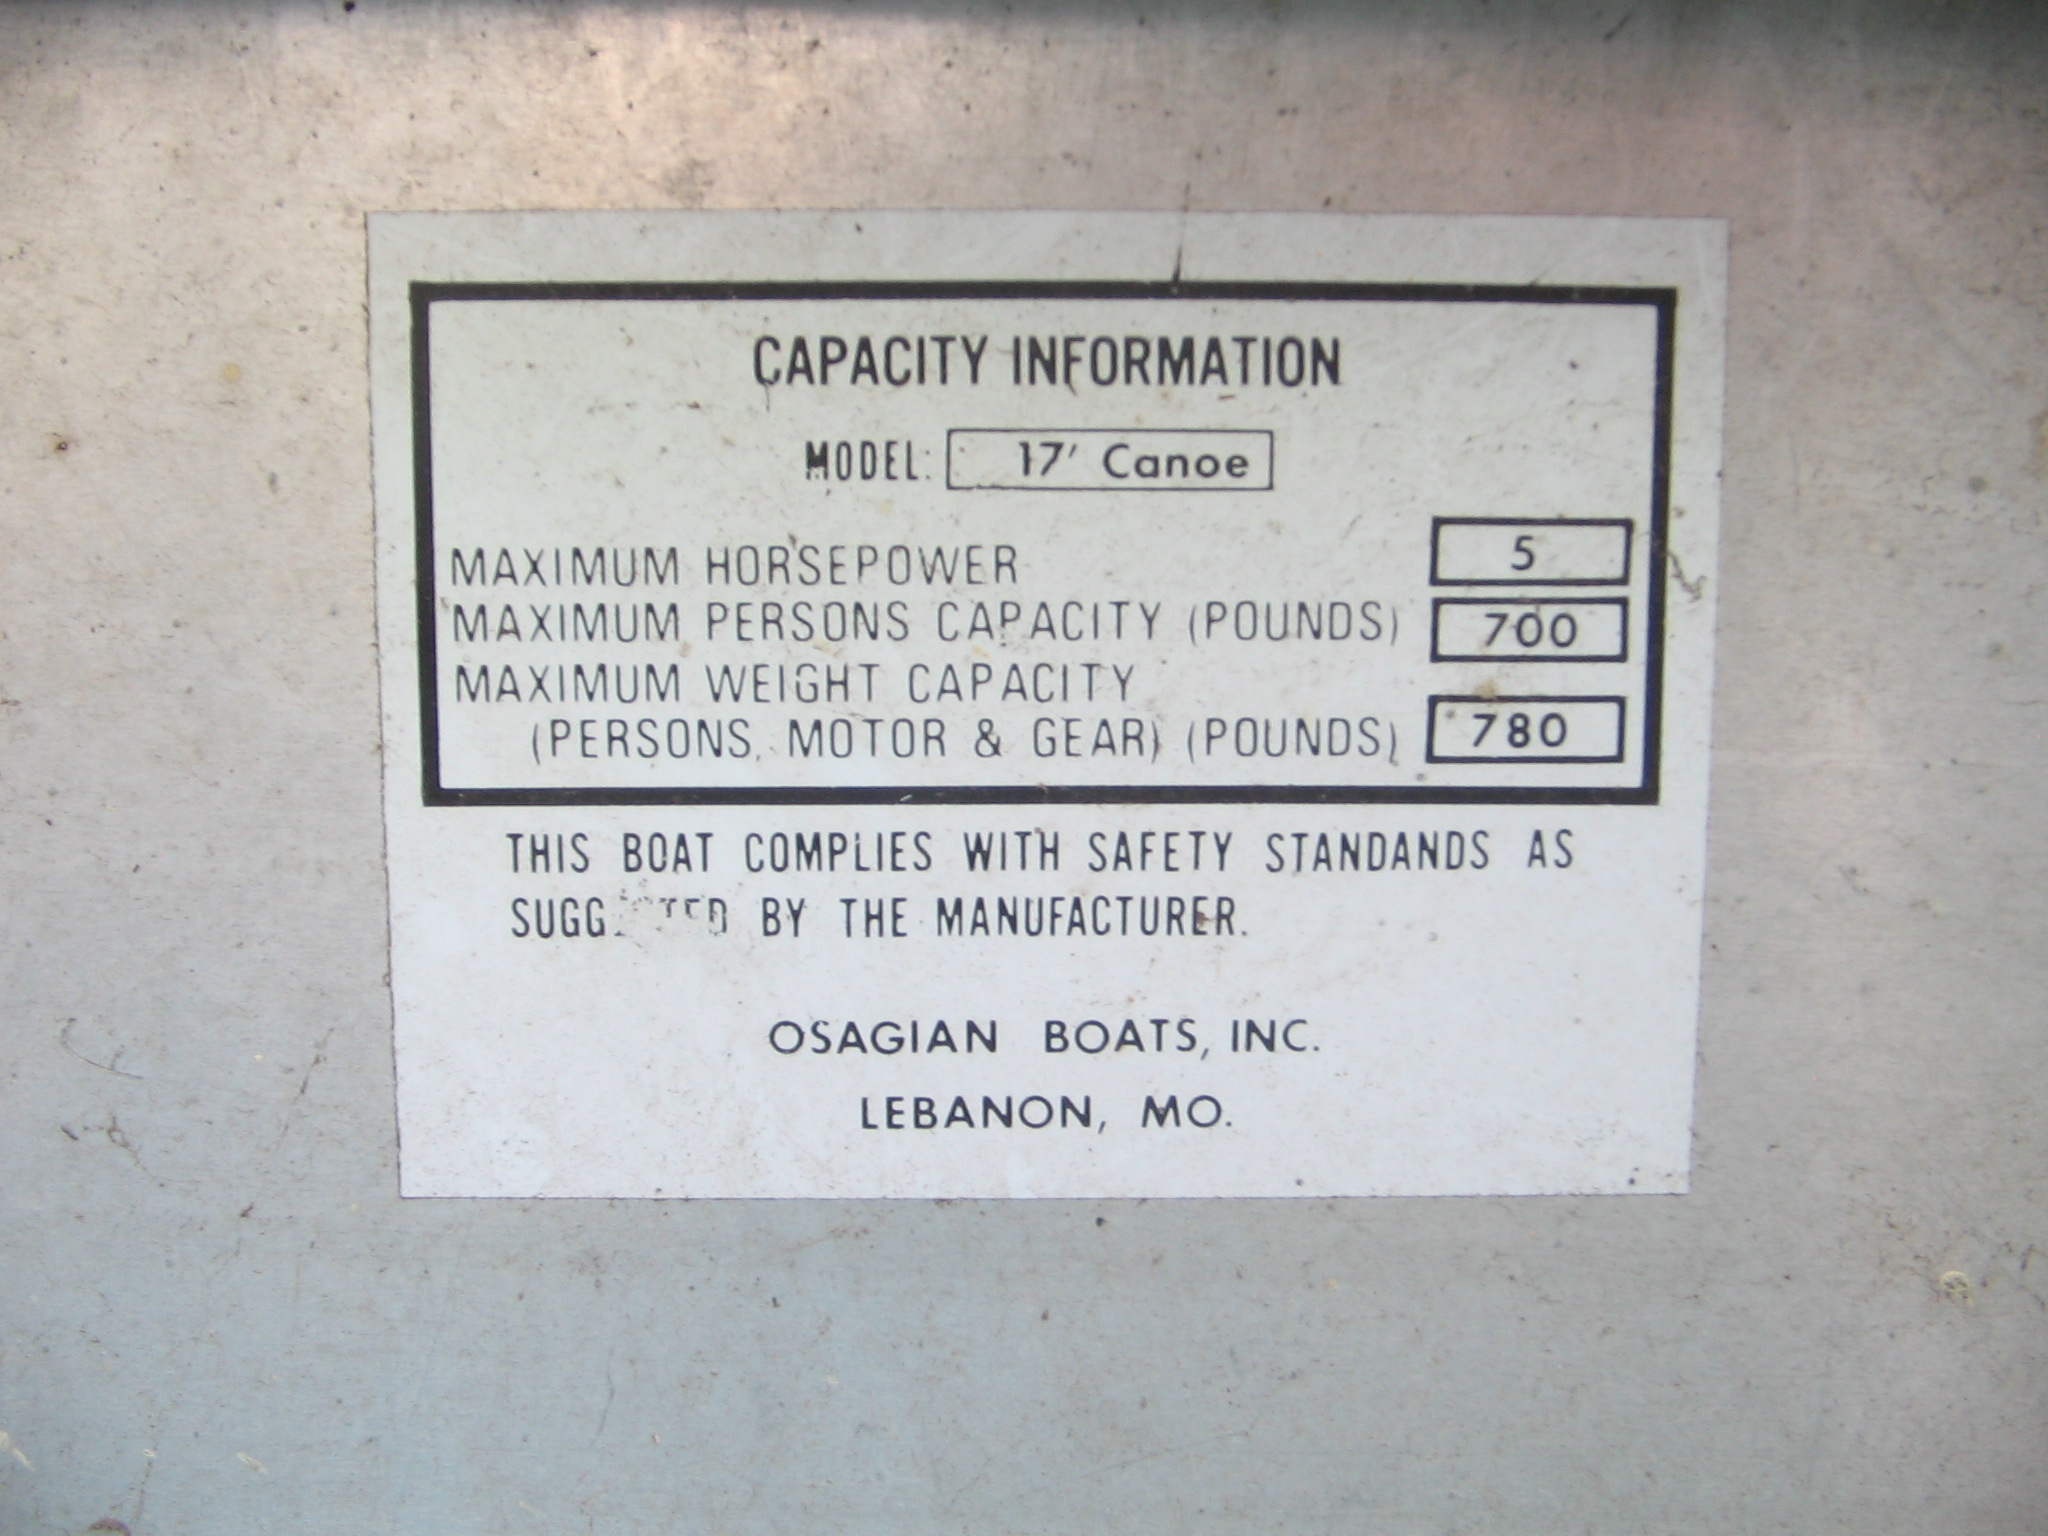 CAPACITY INFORMATION
MODEL: 17' Canoe
MAXIMUM HORSEPOWER 5
MAXIMUM PERSONS CAPACITY (POUNDS) 700
MAXIMUM WEIGHT CAPACITY
(PERSONS, MOTOR & GEAR) (POUNDS) 780
THIS BOAT COMPLIES WITH SAFETY STANDANDS AS
SUGGESTED BY THE MANUFACTURER.
OSAGIAN BOATS, INC.
LEBANON, MO.